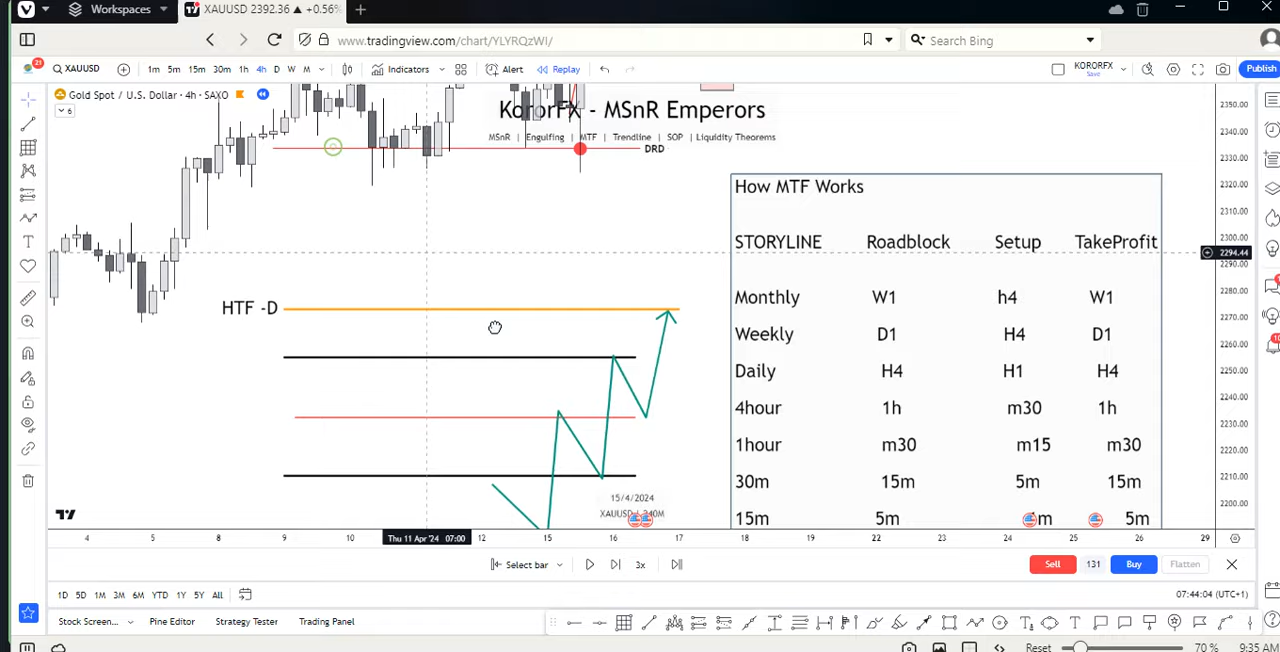 Workspaces
XAUUSD 2392.36 ▲ +0.56%
www.tradingview.com/chart/YLYRQzWI/
Search Bing
21
XAUUSD
1m 5m 15m 30m 1h 4h D W M
Indicators
Alert
Replay
KORORFX
Save
Publish
Gold Spot / U.S. Dollar · 4h · SAXO
6
KororFX - MSnR Emperors
MSnR | Engulfing | MTF | Trendline | SOP | Liquidity Theorems
DRD
How MTF Works
STORYLINE Roadblock Setup TakeProfit
Monthly W1 h4 W1
Weekly D1 H4 D1
Daily H4 H1 H4
4hour 1h m30 1h
1hour m30 m15 m30
30m 15m 5m 15m
15m 5m m 5m
HTF -D
15/4/2024
XAUUSD
2350.00
2340.00
2330.00
2320.00
2310.00
2300.00
2294.44
2290.00
2280.00
2270.00
2260.00
2250.00
2240.00
2230.00
2220.00
2210.00
2200.00
4 5 8 9 10 Thu 11 Apr '24 07:00 12 15 16 17 18 19 22 23 24 25 26 29
Select bar
3x
Sell 131 Buy Flatten
1D 5D 1M 3M 6M YTD 1Y 5Y All
07:44:04 (UTC+1)
Stock Screen... Pine Editor Strategy Tester Trading Panel
Reset 70 % 9:35 AM